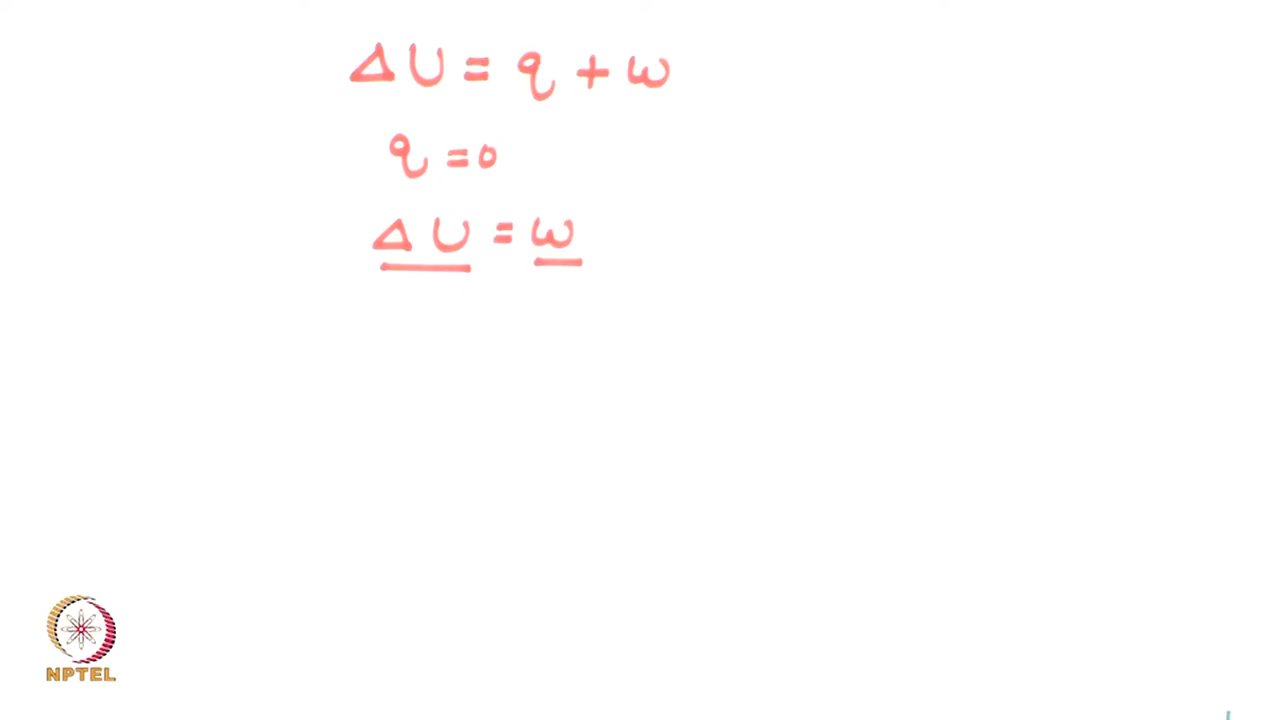 ΔU = q + w
q = 0
ΔU = w
NPTEL